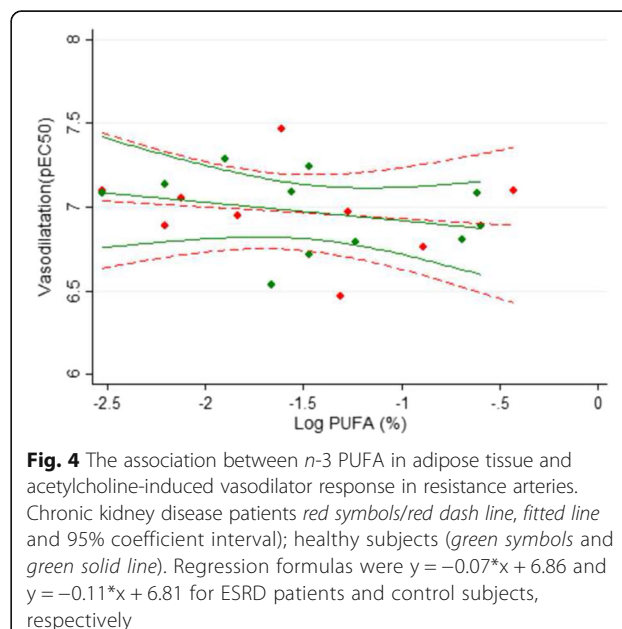 8
7.5
7
6.5
6
Vasodilatation(pEC50)
-2.5 -2 -1.5 -1 -.5 0
Log PUFA (%)
Fig. 4 The association between n-3 PUFA in adipose tissue and
acetylcholine-induced vasodilator response in resistance arteries.
Chronic kidney disease patients red symbols/red dash line, fitted line
and 95% coefficient interval); healthy subjects (green symbols and
green solid line). Regression formulas were y = −0.07*x + 6.86 and
y = −0.11*x + 6.81 for ESRD patients and control subjects,
respectively